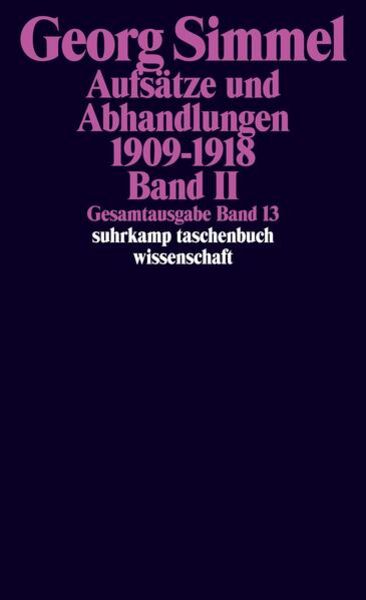 Georg Simmel
Aufsätze und
Abhandlungen
1909-1918
Band II
Gesamtausgabe Band 13
suhrkamp taschenbuch
wissenschaft